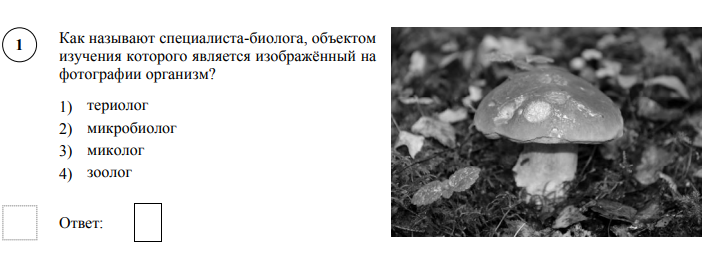 1
Как называют специалиста-биолога, объектом
изучения которого является изображённый на
фотографии организм?
1) териолог
2) микробиолог
3) миколог
4) зоолог
Ответ: